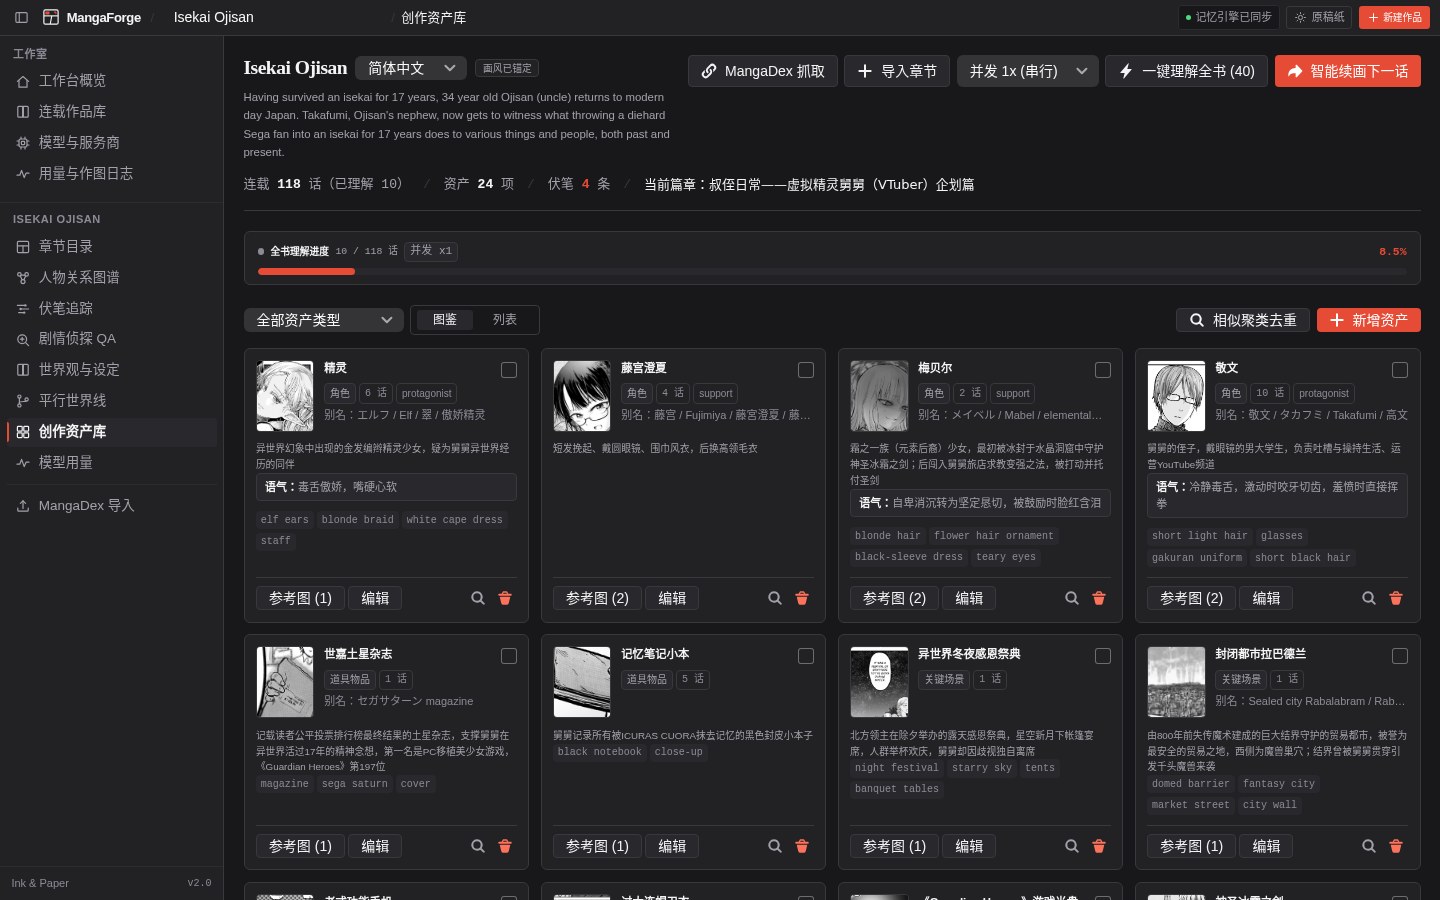 MangaForge / Isekai Ojisan / 创作资产库
记忆引擎已同步
原稿纸
新建作品
工作室
工作台概览
连载作品库
模型与服务商
用量与作图日志
ISEKAI OJISAN
章节目录
人物关系图谱
伏笔追踪
剧情侦探 QA
世界观与设定
平行世界线
创作资产库
模型用量
MangaDex 导入
Ink & Paper v2.0
Isekai Ojisan 简体中文 画风已锚定
MangaDex 抓取
导入章节
并发 1x (串行)
一键理解全书 (40)
智能续画下一话
Having survived an isekai for 17 years, 34 year old Ojisan (uncle) returns to modern
day Japan. Takafumi, Ojisan's nephew, now gets to witness what throwing a diehard
Sega fan into an isekai for 17 years does to various things and people, both past and
present.
连载 118 话（已理解 10） / 资产 24 项 / 伏笔 4 条 / 当前篇章：叔侄日常——虚拟精灵舅舅（VTuber）企划篇
全书理解进度 10 / 118 话 并发 x1 8.5%
全部资产类型 图鉴 列表
相似聚类去重
新增资产
精灵
角色 6 话 protagonist
别名：エルフ / Elf / 翠 / 傲娇精灵
异世界幻象中出现的金发编辫精灵少女，疑为舅舅异世界经
历的同伴
语气：毒舌傲娇，嘴硬心软
elf ears blonde braid white cape dress
staff
参考图 (1) 编辑
藤宫澄夏
角色 4 话 support
别名：藤宫 / Fujimiya / 藤宮澄夏 / 藤…
短发挽起、戴圆眼镜、围巾风衣，后换高领毛衣
参考图 (2) 编辑
梅贝尔
角色 2 话 support
别名：メイベル / Mabel / elemental…
霜之一族（元素后裔）少女，最初被冰封于水晶洞窟中守护
神圣冰霜之剑；后闯入舅舅旅店求教变强之法，被打动并托
付圣剑
语气：自卑消沉转为坚定恳切，被鼓励时脸红含泪
blonde hair flower hair ornament
black-sleeve dress teary eyes
参考图 (2) 编辑
敬文
角色 10 话 protagonist
别名：敬文 / タカフミ / Takafumi / 高文
舅舅的侄子，戴眼镜的男大学生，负责吐槽与操持生活、运
营YouTube频道
语气：冷静毒舌，激动时咬牙切齿，羞愤时直接挥
拳
short light hair glasses
gakuran uniform short black hair
参考图 (2) 编辑
世嘉土星杂志
道具物品 1 话
别名：セガサターン magazine
记载读者公平投票排行榜最终结果的土星杂志，支撑舅舅在
异世界活过17年的精神念想，第一名是PC移植美少女游戏，
《Guardian Heroes》第197位
magazine sega saturn cover
参考图 (1) 编辑
记忆笔记小本
道具物品 5 话
舅舅记录所有被ICURAS CUORA抹去记忆的黑色封皮小本子
black notebook close-up
参考图 (1) 编辑
异世界冬夜感恩祭典
关键场景 1 话
北方领主在除夕举办的露天感恩祭典，星空新月下帐篷宴
席，人群举杯欢庆，舅舅却因歧视独自离席
night festival starry sky tents
banquet tables
参考图 (1) 编辑
封闭都市拉巴德兰
关键场景 1 话
别名：Sealed city Rabalabram / Rab…
由800年前失传魔术建成的巨大结界守护的贸易都市，被誉为
最安全的贸易之地，西侧为魔兽巢穴；结界曾被舅舅贯穿引
发千头魔兽来袭
domed barrier fantasy city
market street city wall
参考图 (1) 编辑